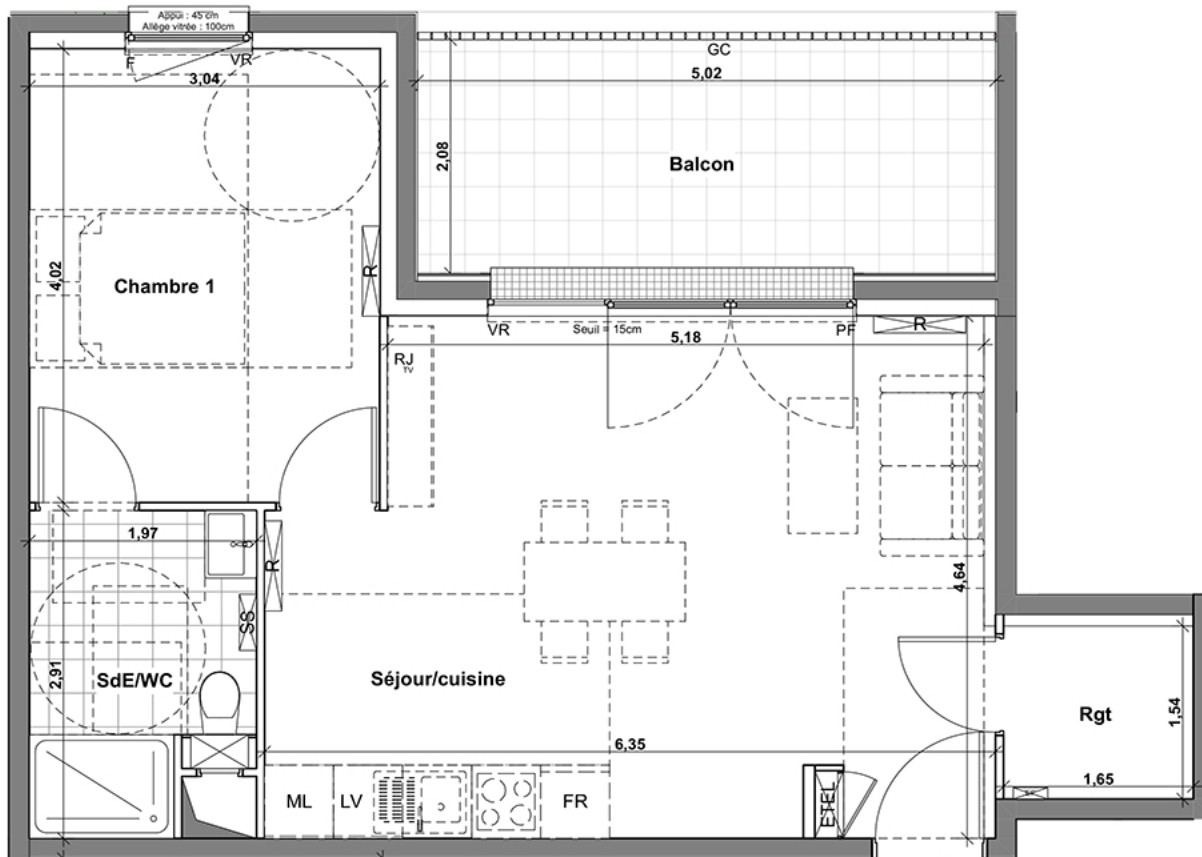 Appui : 45 cm
Allège vitrée : 100cm
F
VR
3,04
GC
5,02
2,08
Balcon
4,02
Chambre 1
R
VR
Seuil = 15cm
PF
R
5,18
RJ
TV
1,97
R
4,64
SS
2,91
SdE/WC
Séjour/cuisine
Rgt
1,54
6,35
1,65
ML
LV
FR
ETEL